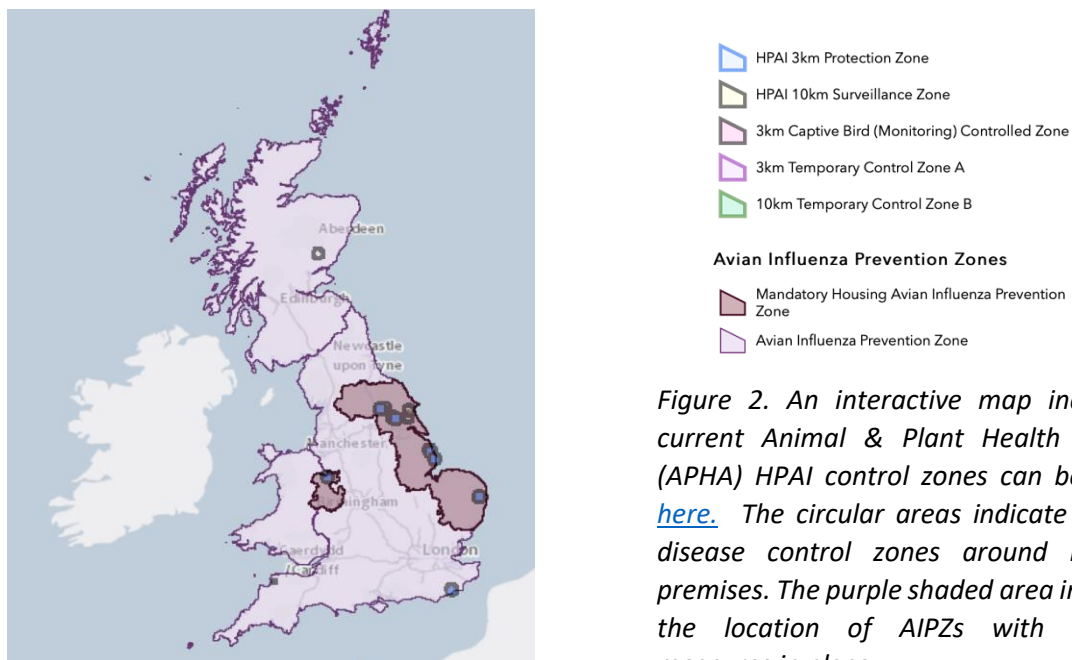 Aberdeen
Edinburgh
Newcastle
upon Tyne
Manchester
Birmingham
Caerdydd
/Cardiff
London
HPAI 3km Protection Zone
HPAI 10km Surveillance Zone
3km Captive Bird (Monitoring) Controlled Zone
3km Temporary Control Zone A
10km Temporary Control Zone B
Avian Influenza Prevention Zones
Mandatory Housing Avian Influenza Prevention
Zone
Avian Influenza Prevention Zone
Figure 2. An interactive map
current Animal & Plant Health
(APHA) HPAI control zones can
here. The circular areas indicate
disease control zones around
premises. The purple shaded area
the location of AIPZs with